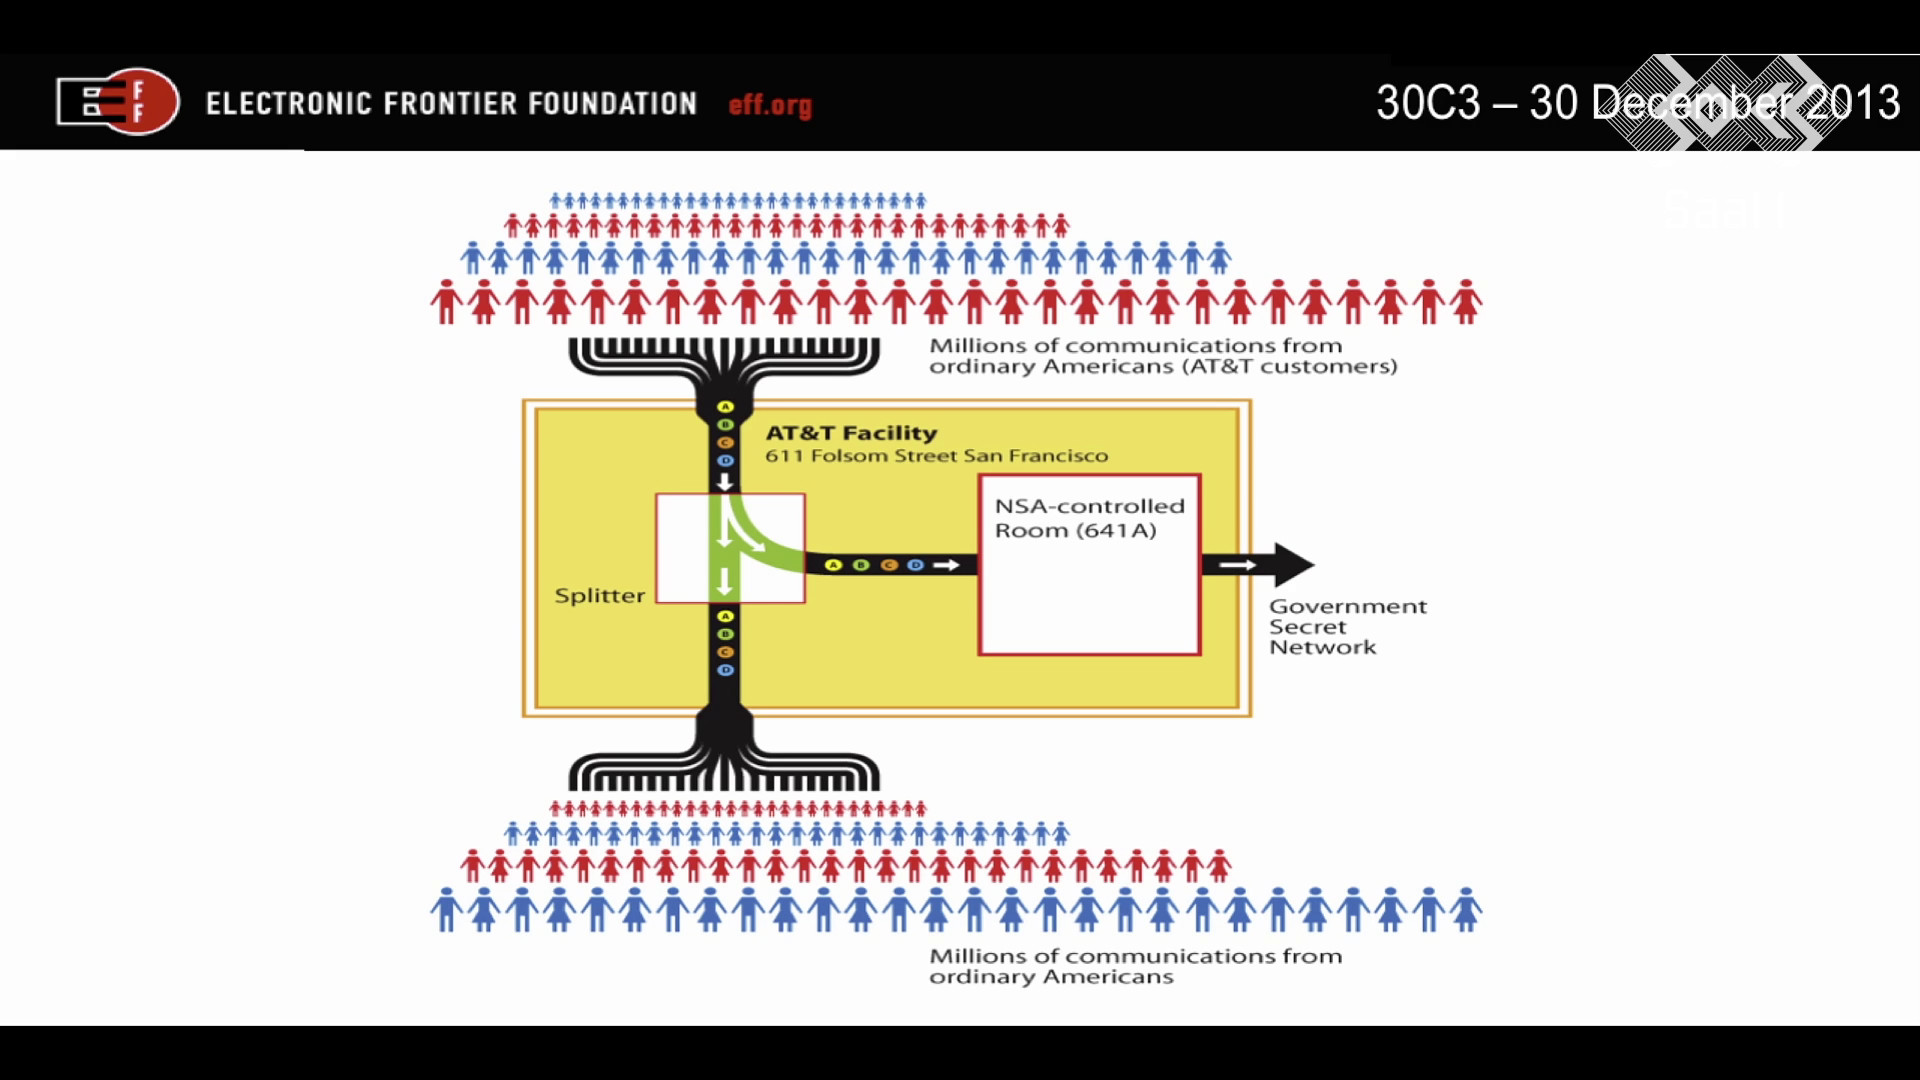 E F F
ELECTRONIC FRONTIER FOUNDATION eff.org
30C3 – 30 December 2013
Saal 1
Millions of communications from
ordinary Americans (AT&T customers)
A
B
C
D
AT&T Facility
611 Folsom Street San Francisco
NSA-controlled
Room (641A)
A B C D
Splitter
A
B
C
D
Government
Secret
Network
Millions of communications from
ordinary Americans